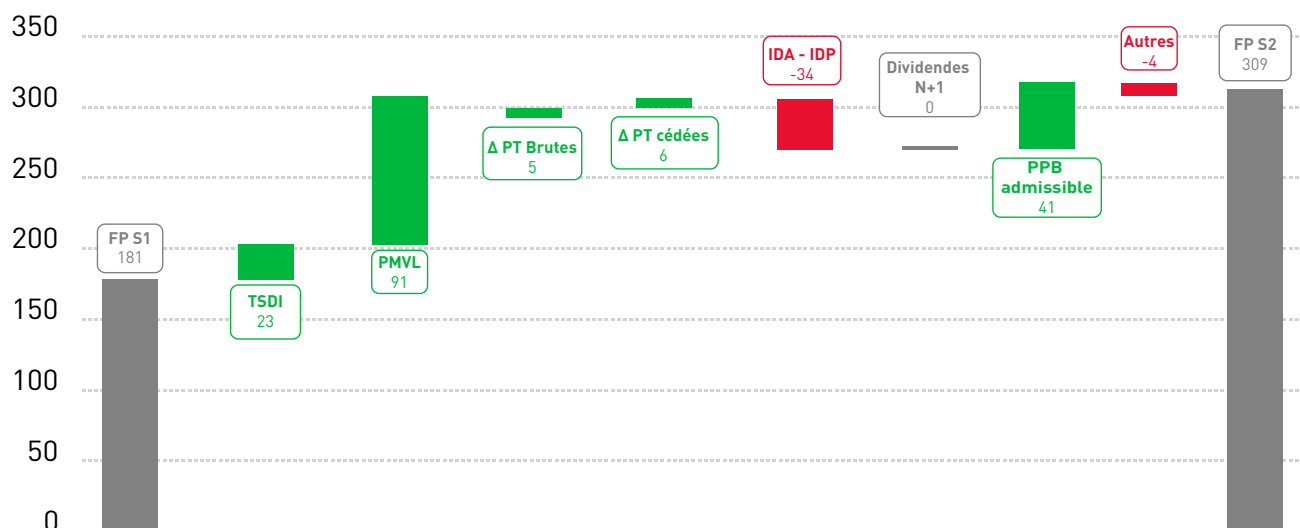 350
300
250
200
150
100
50
0
FP S1
181
TSDI
23
PMVL
91
Δ PT Brutes
5
Δ PT cédées
6
IDA - IDP
-34
Dividendes
N+1
0
PPB
admissible
41
Autres
-4
FP S2
309